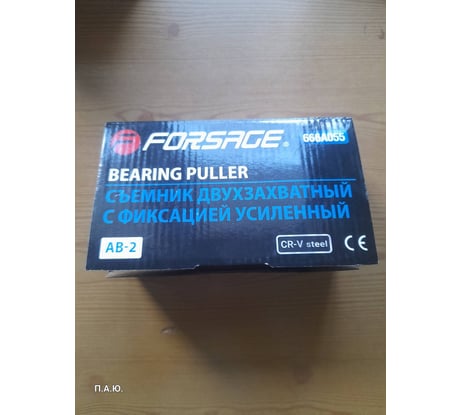 FORSAGE® 666A055
BEARING PULLER
СЪЕМНИК ДВУХЗАХВАТНЫЙ
С ФИКСАЦИЕЙ УСИЛЕННЫЙ
AB-2 CR-V steel CE
П.А.Ю.